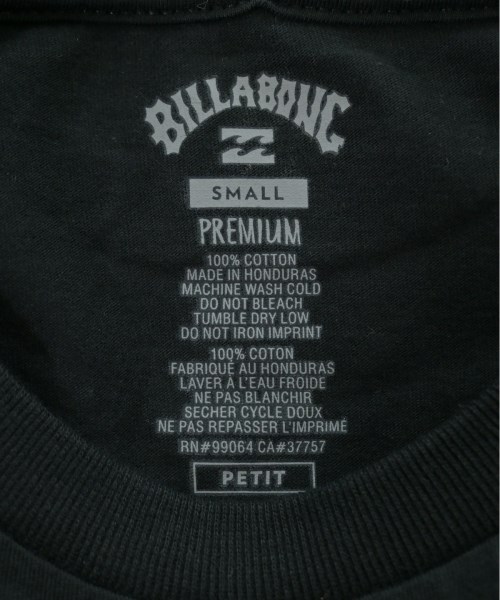 BILLABONG
SMALL
PREMIUM
100% COTTON
MADE IN HONDURAS
MACHINE WASH COLD
DO NOT BLEACH
TUMBLE DRY LOW
DO NOT IRON IMPRINT
100% COTON
FABRIQUÉ AU HONDURAS
LAVER À L'EAU FROIDE
NE PAS BLANCHIR
SECHER CYCLE DOUX
NE PAS REPASSER L'IMPRIMÉ
RN#99064 CA#37757
PETIT